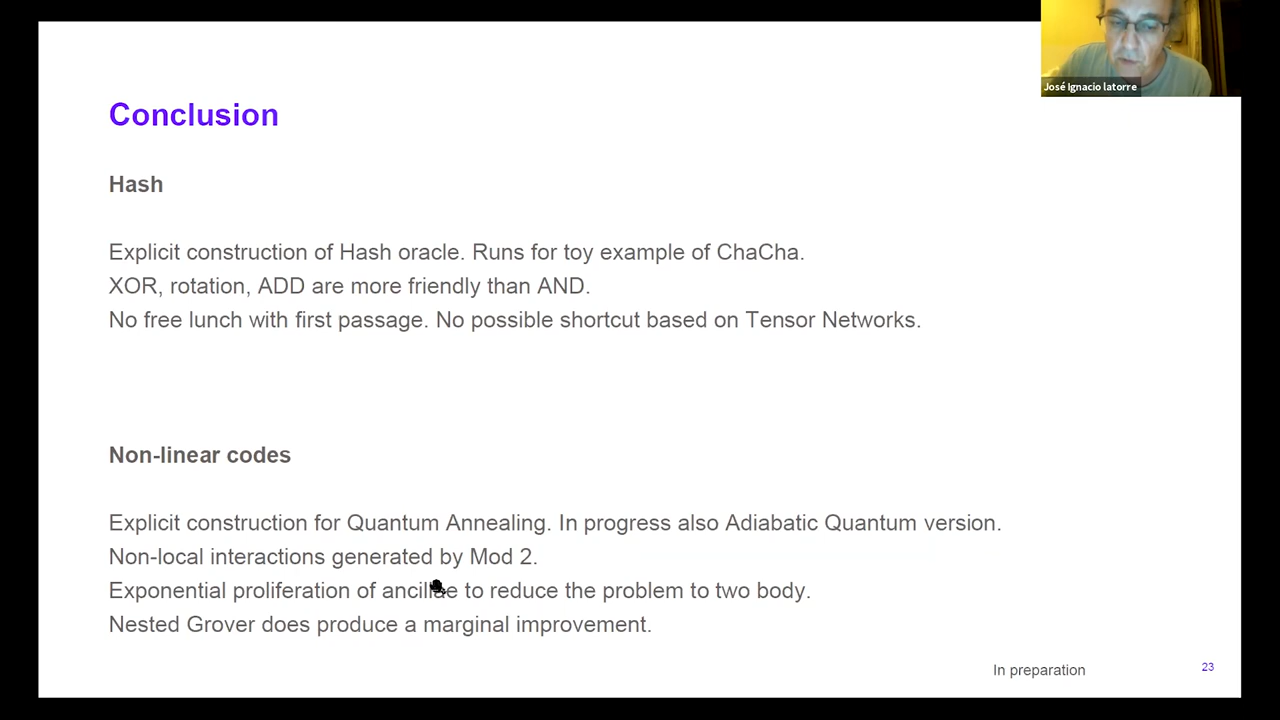 José Ignacio latorre
Conclusion
Hash
Explicit construction of Hash oracle. Runs for toy example of ChaCha.
XOR, rotation, ADD are more friendly than AND.
No free lunch with first passage. No possible shortcut based on Tensor Networks.
Non-linear codes
Explicit construction for Quantum Annealing. In progress also Adiabatic Quantum version.
Non-local interactions generated by Mod 2.
Exponential proliferation of ancillae to reduce the problem to two body.
Nested Grover does produce a marginal improvement.
In preparation
23